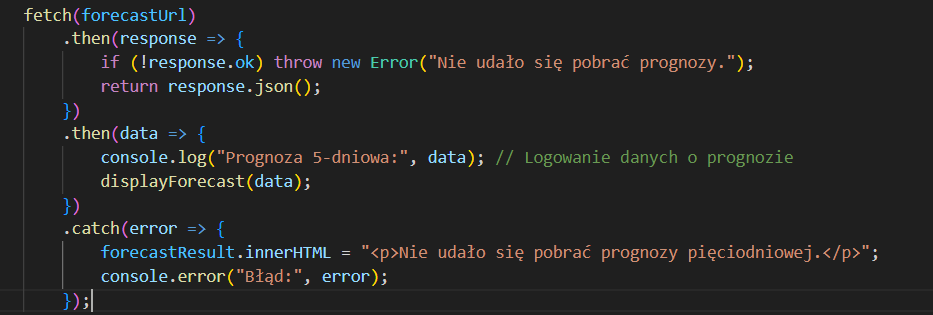 fetch(forecastUrl)
    .then(response => {
        if (!response.ok) throw new Error("Nie udało się pobrać prognozy.");
        return response.json();
    })
    .then(data => {
        console.log("Prognoza 5-dniowa:", data); // Logowanie danych o prognozie
        displayForecast(data);
    })
    .catch(error => {
        forecastResult.innerHTML = "<p>Nie udało się pobrać prognozy pięciodniowej.</p>";
        console.error("Błąd:", error);
    });